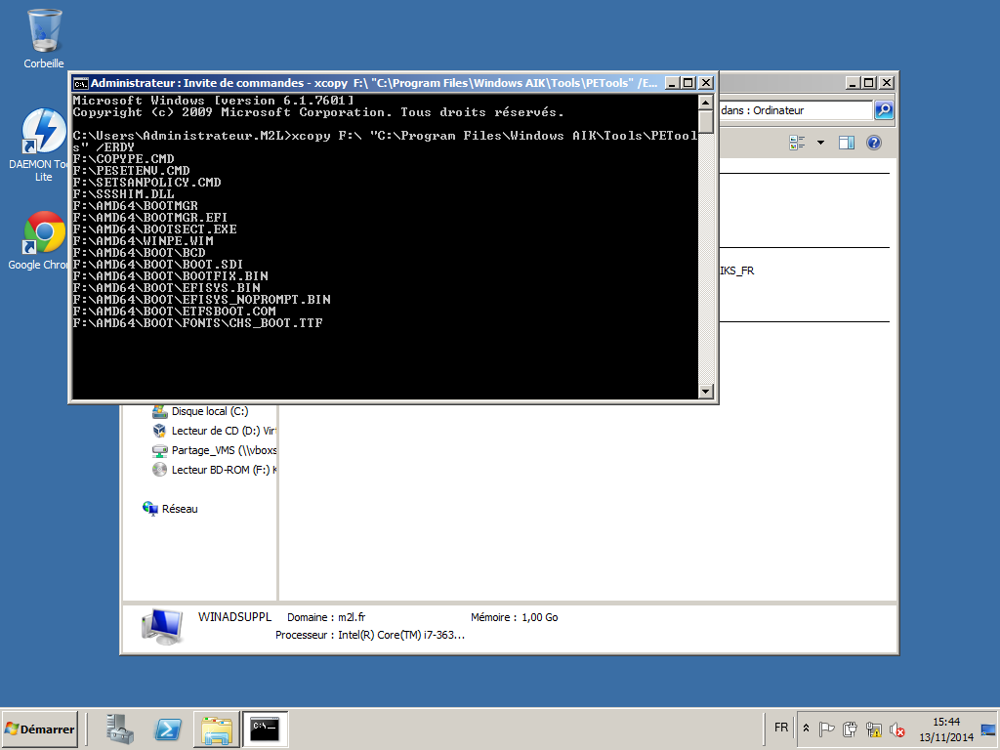 Corbeille
DAEMON Too
Lite
Google Chron
Administrateur : Invite de commandes - xcopy F:\ "C:\Program Files\Windows AIK\Tools\PETools" /E...
Microsoft Windows [version 6.1.7601]
Copyright (c) 2009 Microsoft Corporation. Tous droits réservés.
C:\Users\Administrateur.M2L>xcopy F:\ "C:\Program Files\Windows AIK\Tools\PETool
s" /ERDY
F:\COPYPE.CMD
F:\PESETENV.CMD
F:\SETSANPOLICY.CMD
F:\SSSHIM.DLL
F:\AMD64\BOOTMGR
F:\AMD64\BOOTMGR.EFI
F:\AMD64\BOOTSECT.EXE
F:\AMD64\WINPE.WIM
F:\AMD64\BOOT\BCD
F:\AMD64\BOOT\BOOT.SDI
F:\AMD64\BOOT\BOOTFIX.BIN
F:\AMD64\BOOT\EFISYS.BIN
F:\AMD64\BOOT\EFISYS_NOPROMPT.BIN
F:\AMD64\BOOT\ETFSBOOT.COM
F:\AMD64\BOOT\FONTS\CHS_BOOT.TTF
dans : Ordinateur
IKS_FR
Disque local (C:)
Lecteur de CD (D:) Virt
Partage_VMS (\\vboxs
Lecteur BD-ROM (F:) K
Réseau
WINADSUPPL Domaine : m2l.fr Mémoire : 1,00 Go
Processeur : Intel(R) Core(TM) i7-363...
Démarrer
FR
15:44
13/11/2014